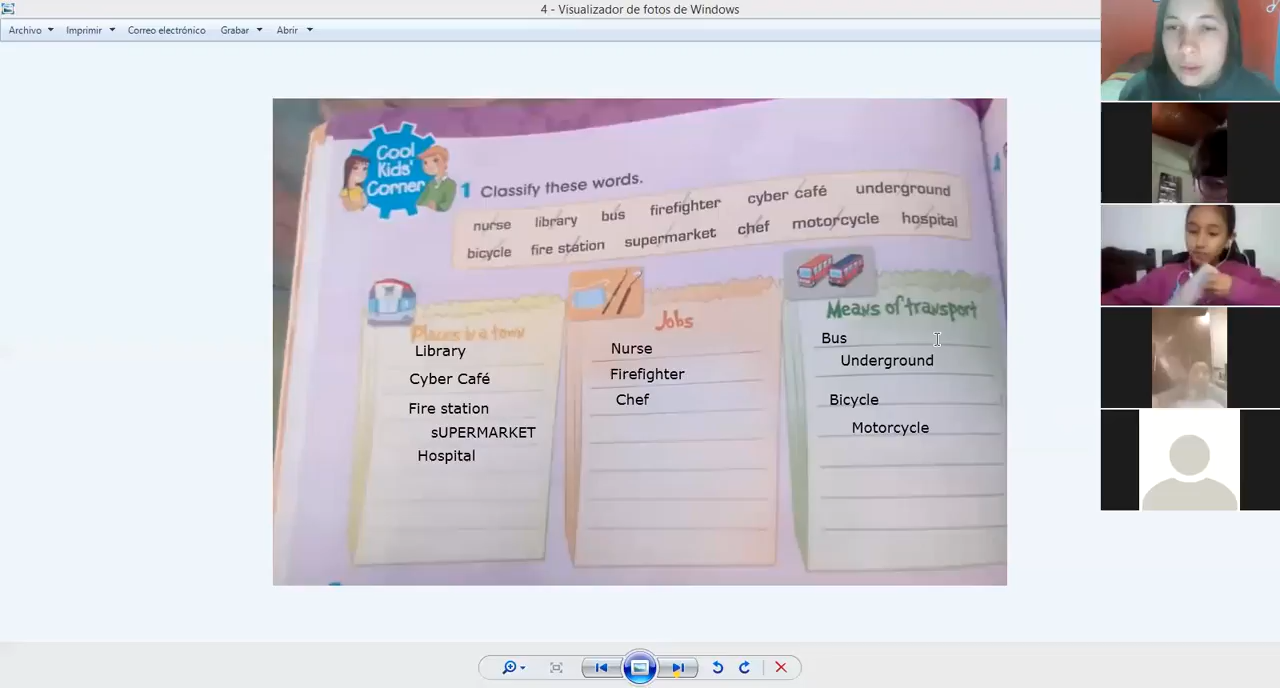 4 - Visualizador de fotos de Windows
Archivo Imprimir Correo electrónico Grabar Abrir
Cool
Kids'
Corner
1 Classify these words.
nurse library bus firefighter cyber café underground
bicycle fire station supermarket chef motorcycle hospital
Places in a town
Library
Cyber Café
Fire station
sUPERMARKET
Hospital
Jobs
Nurse
Firefighter
Chef
Means of transport
Bus
Underground
Bicycle
Motorcycle